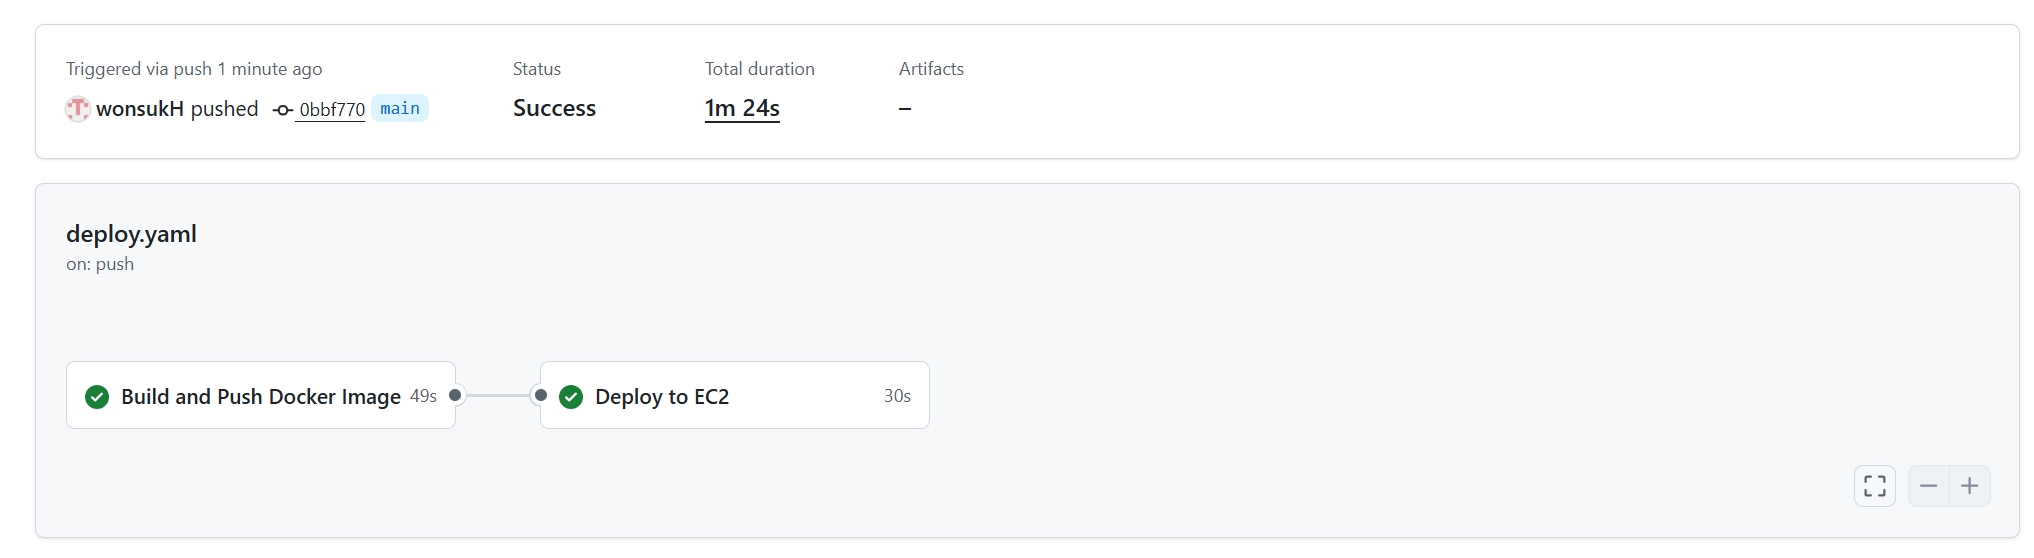 Triggered via push 1 minute ago
wonsukH pushed 0bbf770 main
Status
Success
Total duration
1m 24s
Artifacts
–
deploy.yaml
on: push
Build and Push Docker Image 49s
Deploy to EC2 30s